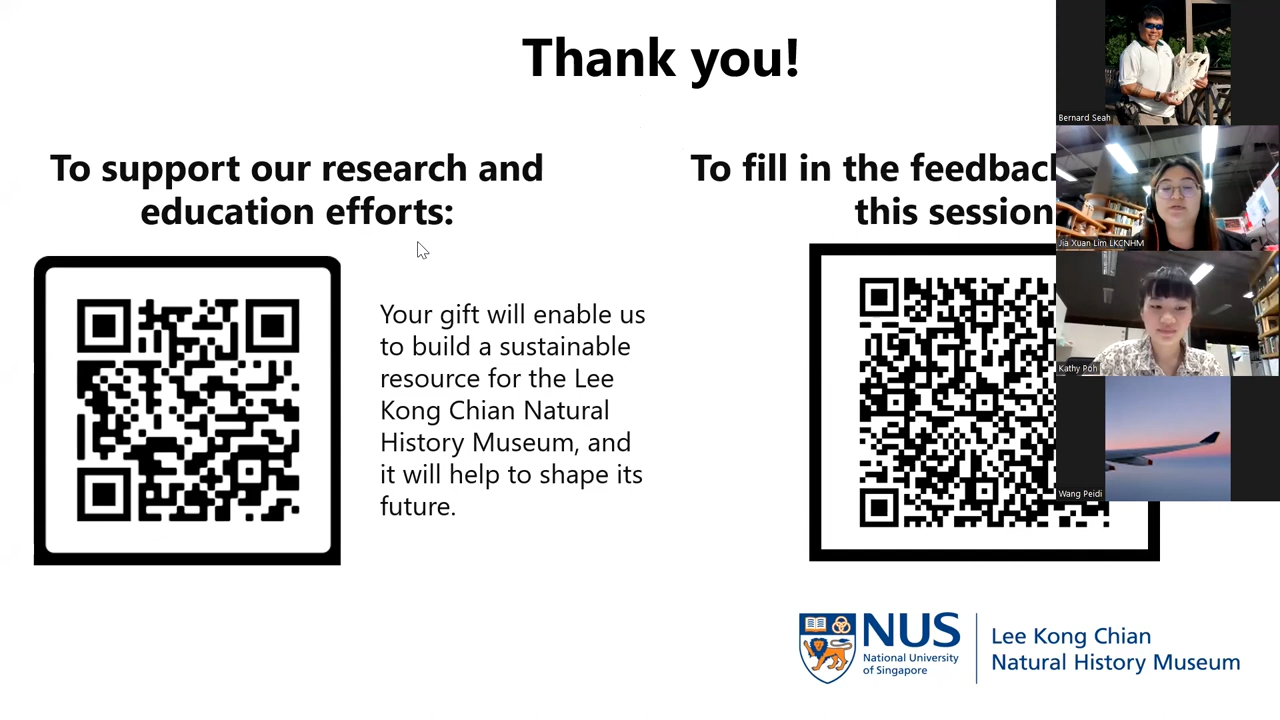 Thank you!
To support our research and
education efforts:
Your gift will enable us
to build a sustainable
resource for the Lee
Kong Chian Natural
History Museum, and
it will help to shape its
future.
To fill in the feedback
this session
Bernard Seah
Jia Xuan Lim LKCNHM
Kathy Poh
Wang Peidi
NUS
National University
of Singapore
Lee Kong Chian
Natural History Museum